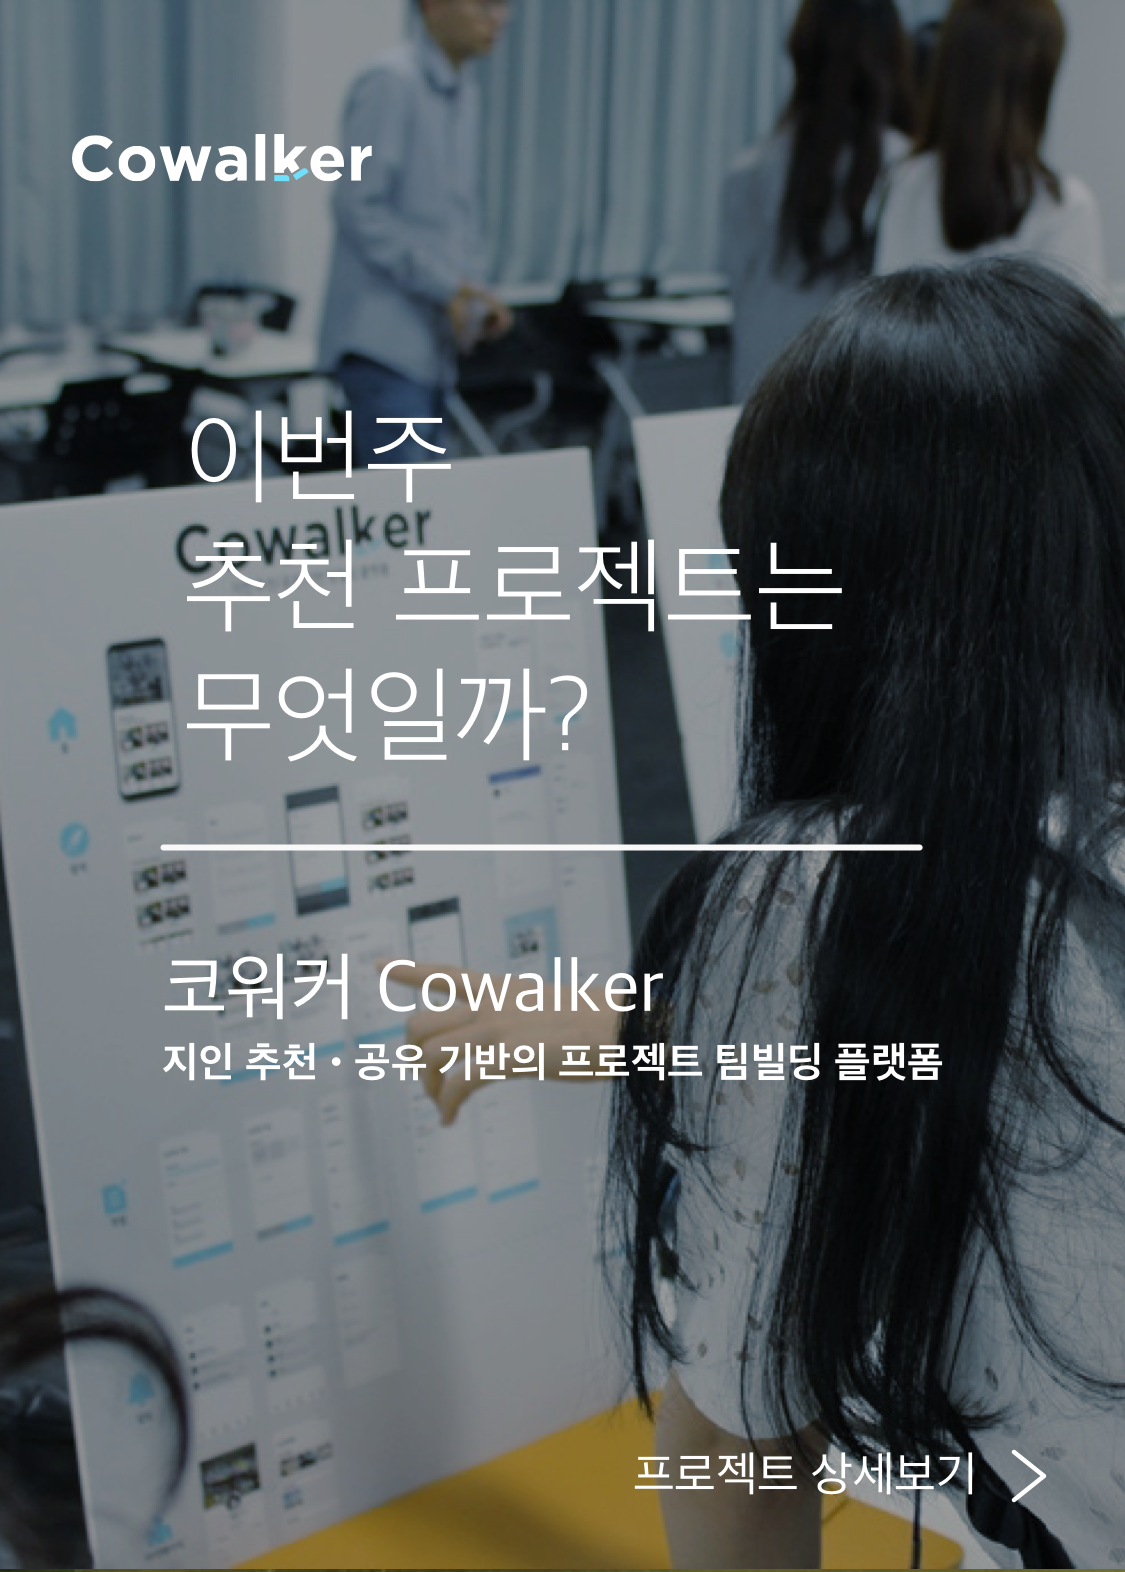 Cowalker
이번주
Cowalker
추천 프로젝트는
무엇일까?
코워커 Cowalker
지인 추천 • 공유 기반의 프로젝트 팀빌딩 플랫폼
프로젝트 상세보기